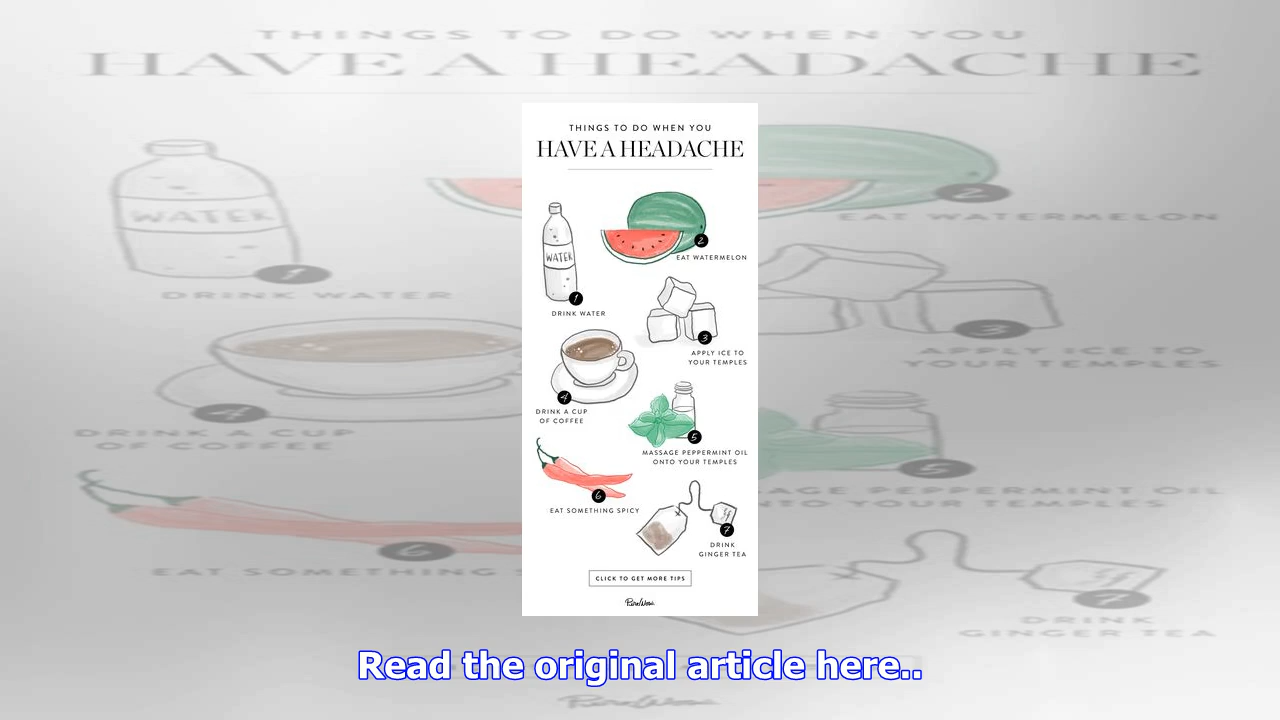 THINGS TO DO WHEN YOU
HAVE A HEADACHE
WATER
1
DRINK WATER
2
EAT WATERMELON
3
APPLY ICE TO
YOUR TEMPLES
4
DRINK A CUP
OF COFFEE
5
MASSAGE PEPPERMINT OIL
ONTO YOUR TEMPLES
6
EAT SOMETHING SPICY
7
DRINK
GINGER TEA
CLICK TO GET MORE TIPS
PureWow
Read the original article here..